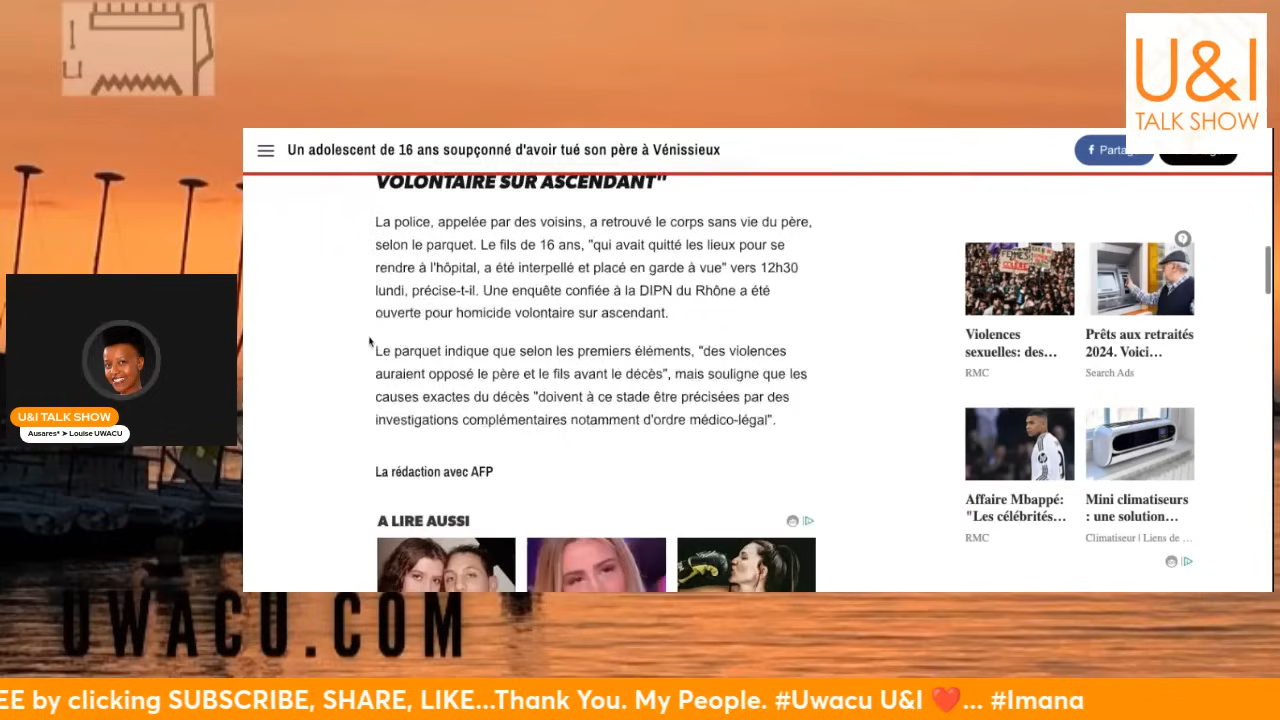 U&I
TALK SHOW
Un adolescent de 16 ans soupçonné d'avoir tué son père à Vénissieux
VOLONTAIRE SUR ASCENDANT"
La police, appelée par des voisins, a retrouvé le corps sans vie du père,
selon le parquet. Le fils de 16 ans, "qui avait quitté les lieux pour se
rendre à l'hôpital, a été interpellé et placé en garde à vue" vers 12h30
lundi, précise-t-il. Une enquête confiée à la DIPN du Rhône a été
ouverte pour homicide volontaire sur ascendant.
Le parquet indique que selon les premiers éléments, "des violences
auraient opposé le père et le fils avant le décès", mais souligne que les
causes exactes du décès "doivent à ce stade être précisées par des
investigations complémentaires notamment d'ordre médico-légal".
La rédaction avec AFP
A LIRE AUSSI
Violences
sexuelles: des...
RMC
Prêts aux retraités
2024. Voici...
Search Ads
Affaire Mbappé:
"Les célébrités...
RMC
Mini climatiseurs
: une solution...
Climatiseur | Liens de ...
U&I TALK SHOW
Ausares* ➤ Louise UWACU
UWACU.COM
EE by clicking SUBSCRIBE, SHARE, LIKE...Thank You. My People. #Uwacu U&I ❤️... #Imana